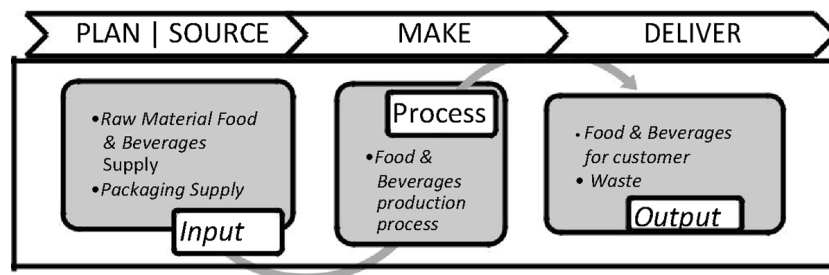 PLAN | SOURCE
MAKE
DELIVER
•Raw Material Food
& Beverages
Supply
•Packaging Supply
Input
Process
•Food &
Beverages
production
process
• Food & Beverages
for customer
• Waste
Output